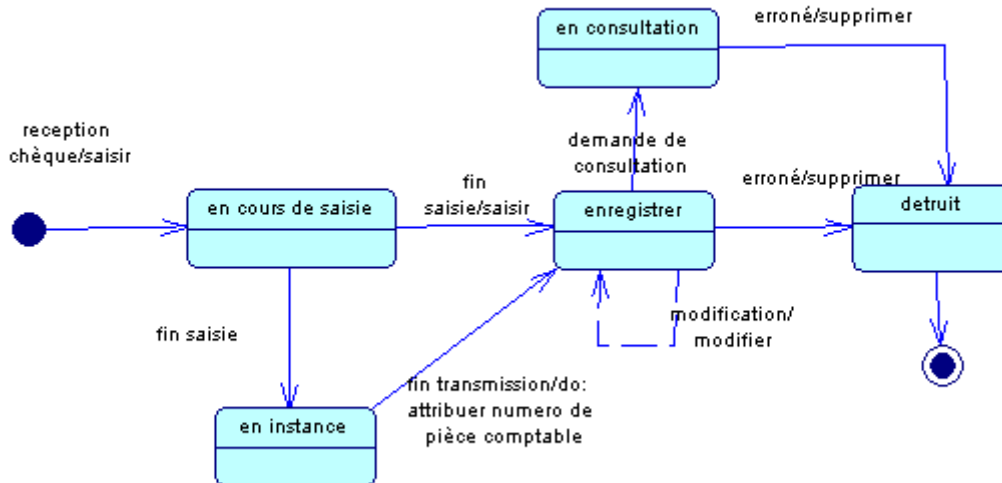 en consultation
erroné/supprimer
reception
chèque/saisir
demande de
consultation
fin
saisie/saisir
erroné/supprimer
en cours de saisie
enregistrer
detruit
fin saisie
modification/
modifier
fin transmission/do:
attribuer numero de
pièce comptable
en instance